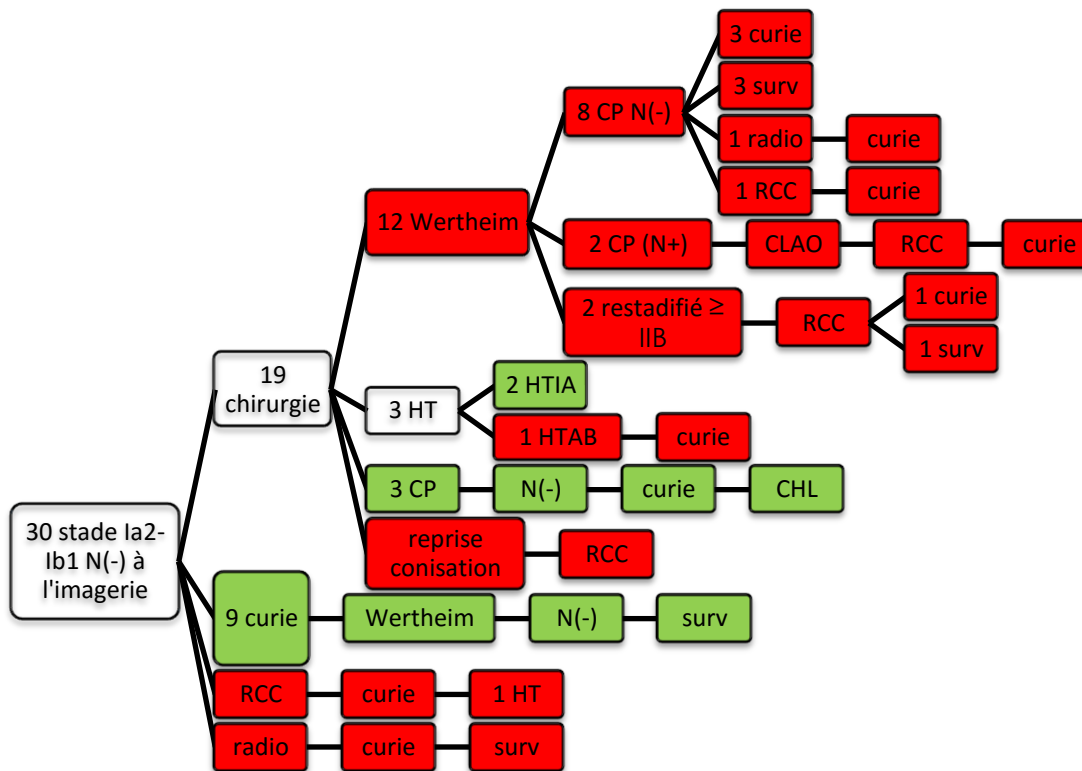 3 curie
3 surv
8 CP N(-)
1 radio
curie
1 RCC
curie
12 Wertheim
2 CP (N+)
CLAO
RCC
curie
2 restadifié ≥
IIB
RCC
1 curie
1 surv
19
chirurgie
3 HT
2 HTIA
1 HTAB
curie
3 CP
N(-)
curie
CHL
reprise
conisation
RCC
30 stade Ia2-
Ib1 N(-) à
l'imagerie
9 curie
Wertheim
N(-)
surv
RCC
curie
1 HT
radio
curie
surv